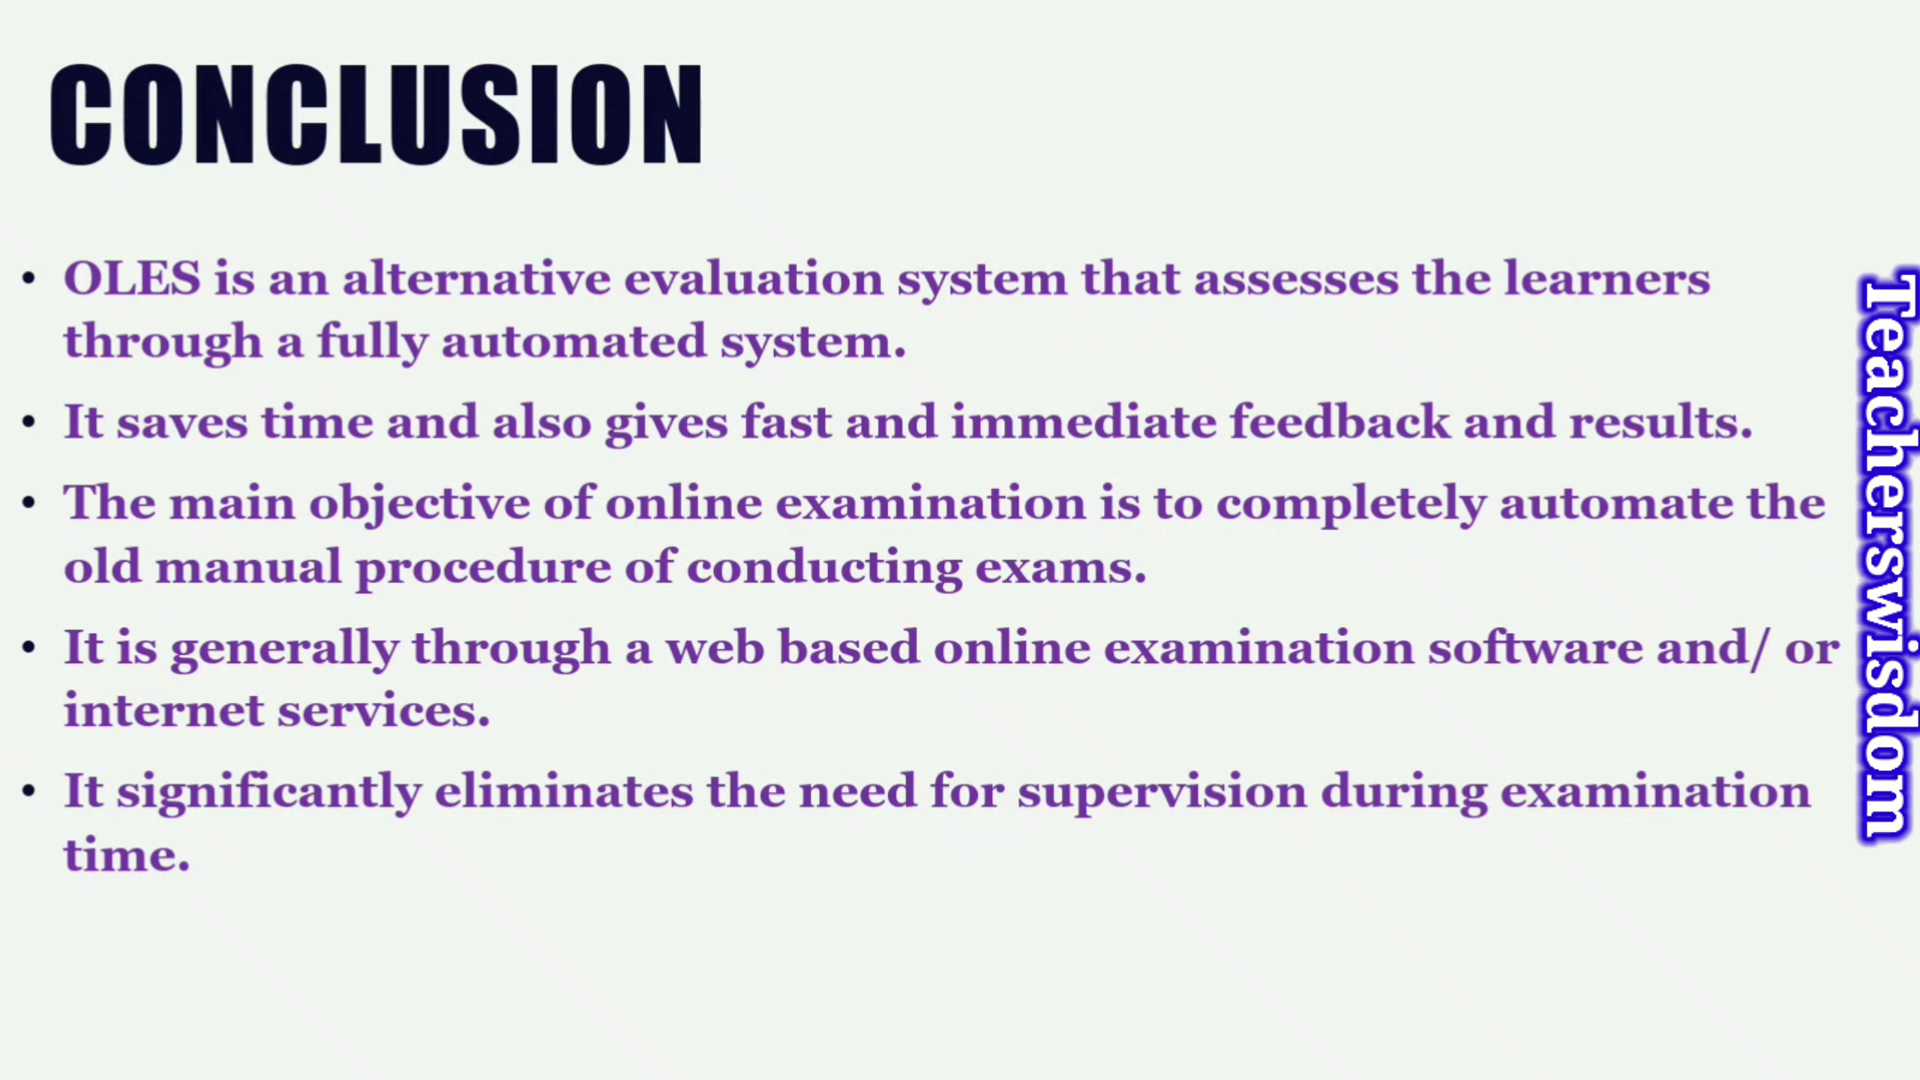 CONCLUSION
• OLES is an alternative evaluation system that assesses the learners
through a fully automated system.
• It saves time and also gives fast and immediate feedback and results.
• The main objective of online examination is to completely automate the
old manual procedure of conducting exams.
• It is generally through a web based online examination software and/ or
internet services.
• It significantly eliminates the need for supervision during examination
time.
Teacherswisdom